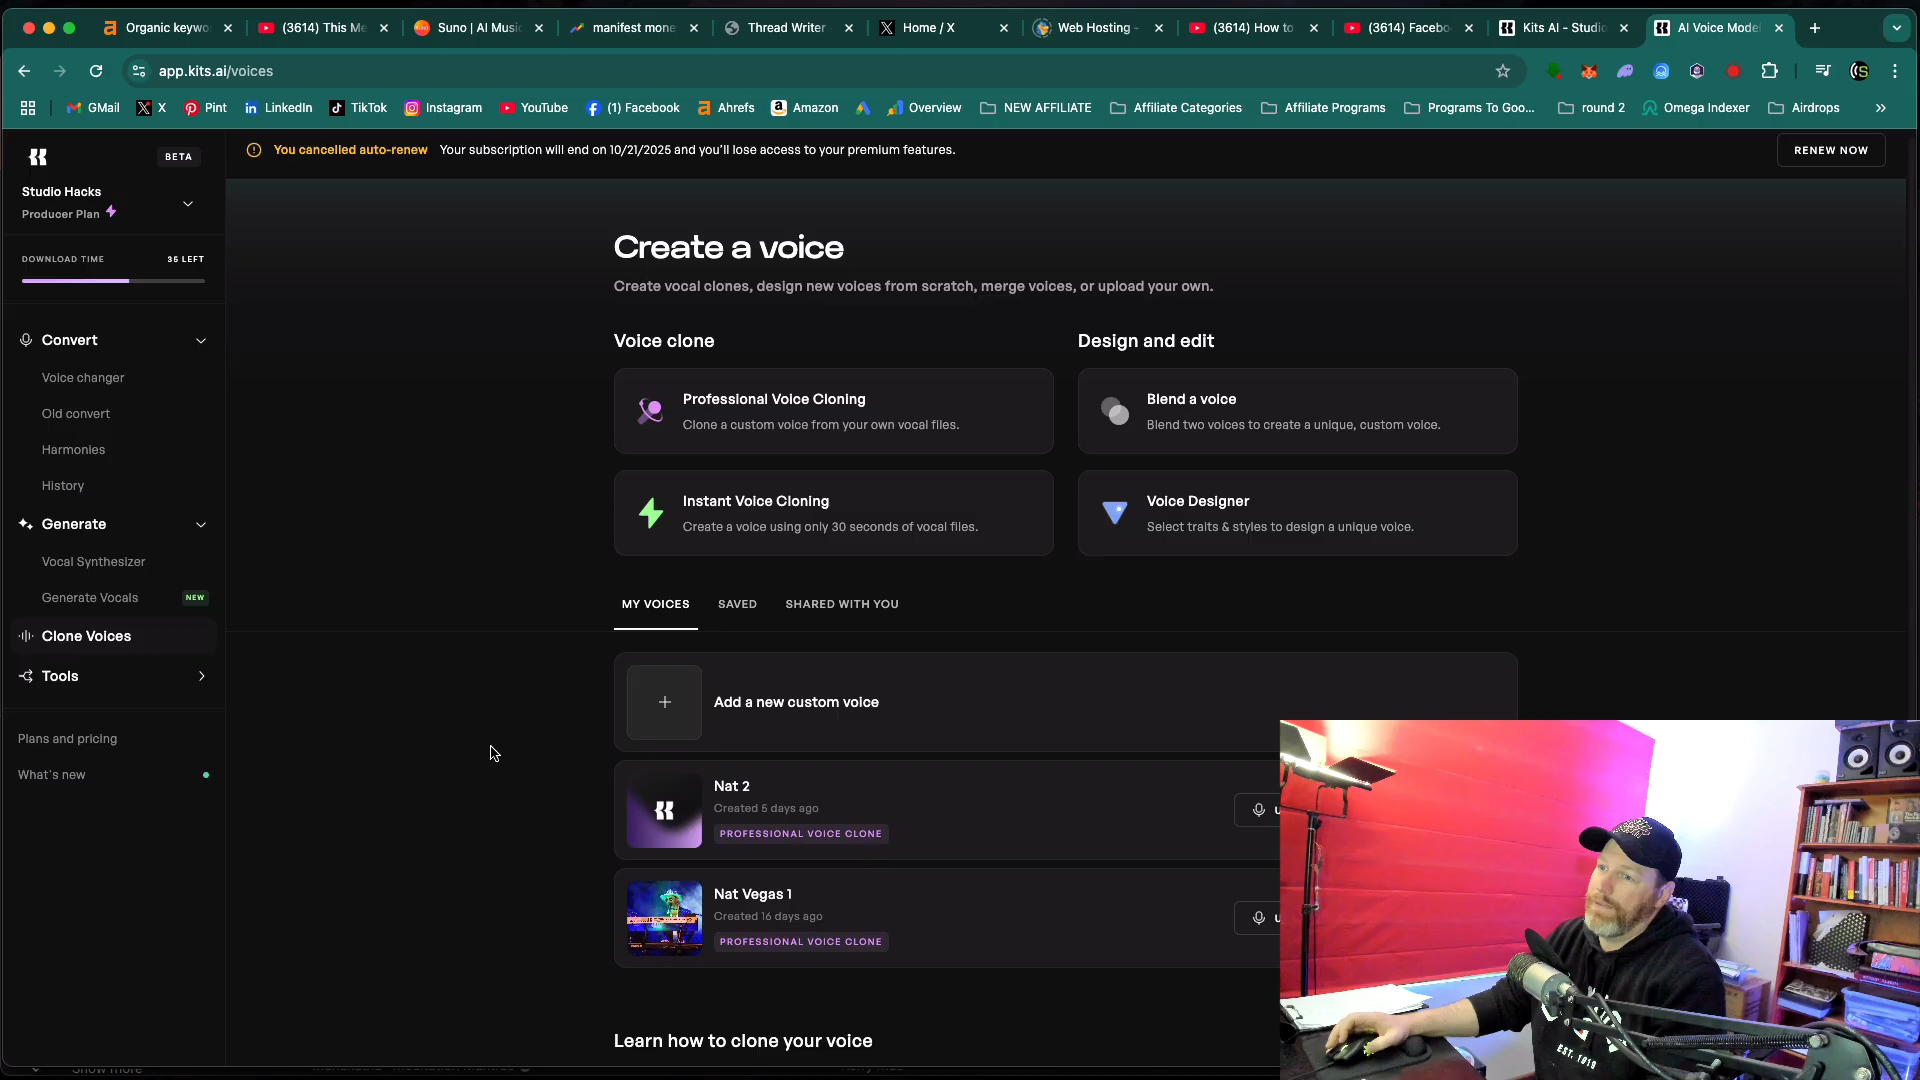 Organic keywo
(3614) This Me
Suno | AI Music
manifest mone
Thread Writer
Home / X
Web Hosting -
(3614) How to
(3614) Facebo
Kits AI - Studio
AI Voice Model
app.kits.ai/voices
GMail
X
Pint
LinkedIn
TikTok
Instagram
YouTube
(1) Facebook
Ahrefs
Amazon
Overview
NEW AFFILIATE
Affiliate Categories
Affiliate Programs
Programs To Goo...
round 2
Omega Indexer
Airdrops
BETA
You cancelled auto-renew Your subscription will end on 10/21/2025 and you'll lose access to your premium features.
RENEW NOW
Studio Hacks
Producer Plan
DOWNLOAD TIME
35 LEFT
Convert
Voice changer
Old convert
Harmonies
History
Generate
Vocal Synthesizer
Generate Vocals
NEW
Clone Voices
Tools
Plans and pricing
What's new
Create a voice
Create vocal clones, design new voices from scratch, merge voices, or upload your own.
Voice clone
Professional Voice Cloning
Clone a custom voice from your own vocal files.
Instant Voice Cloning
Create a voice using only 30 seconds of vocal files.
Design and edit
Blend a voice
Blend two voices to create a unique, custom voice.
Voice Designer
Select traits & styles to design a unique voice.
MY VOICES
SAVED
SHARED WITH YOU
Add a new custom voice
Nat 2
Created 5 days ago
PROFESSIONAL VOICE CLONE
Nat Vegas 1
Created 16 days ago
PROFESSIONAL VOICE CLONE
Learn how to clone your voice
Show more
EST. 1019